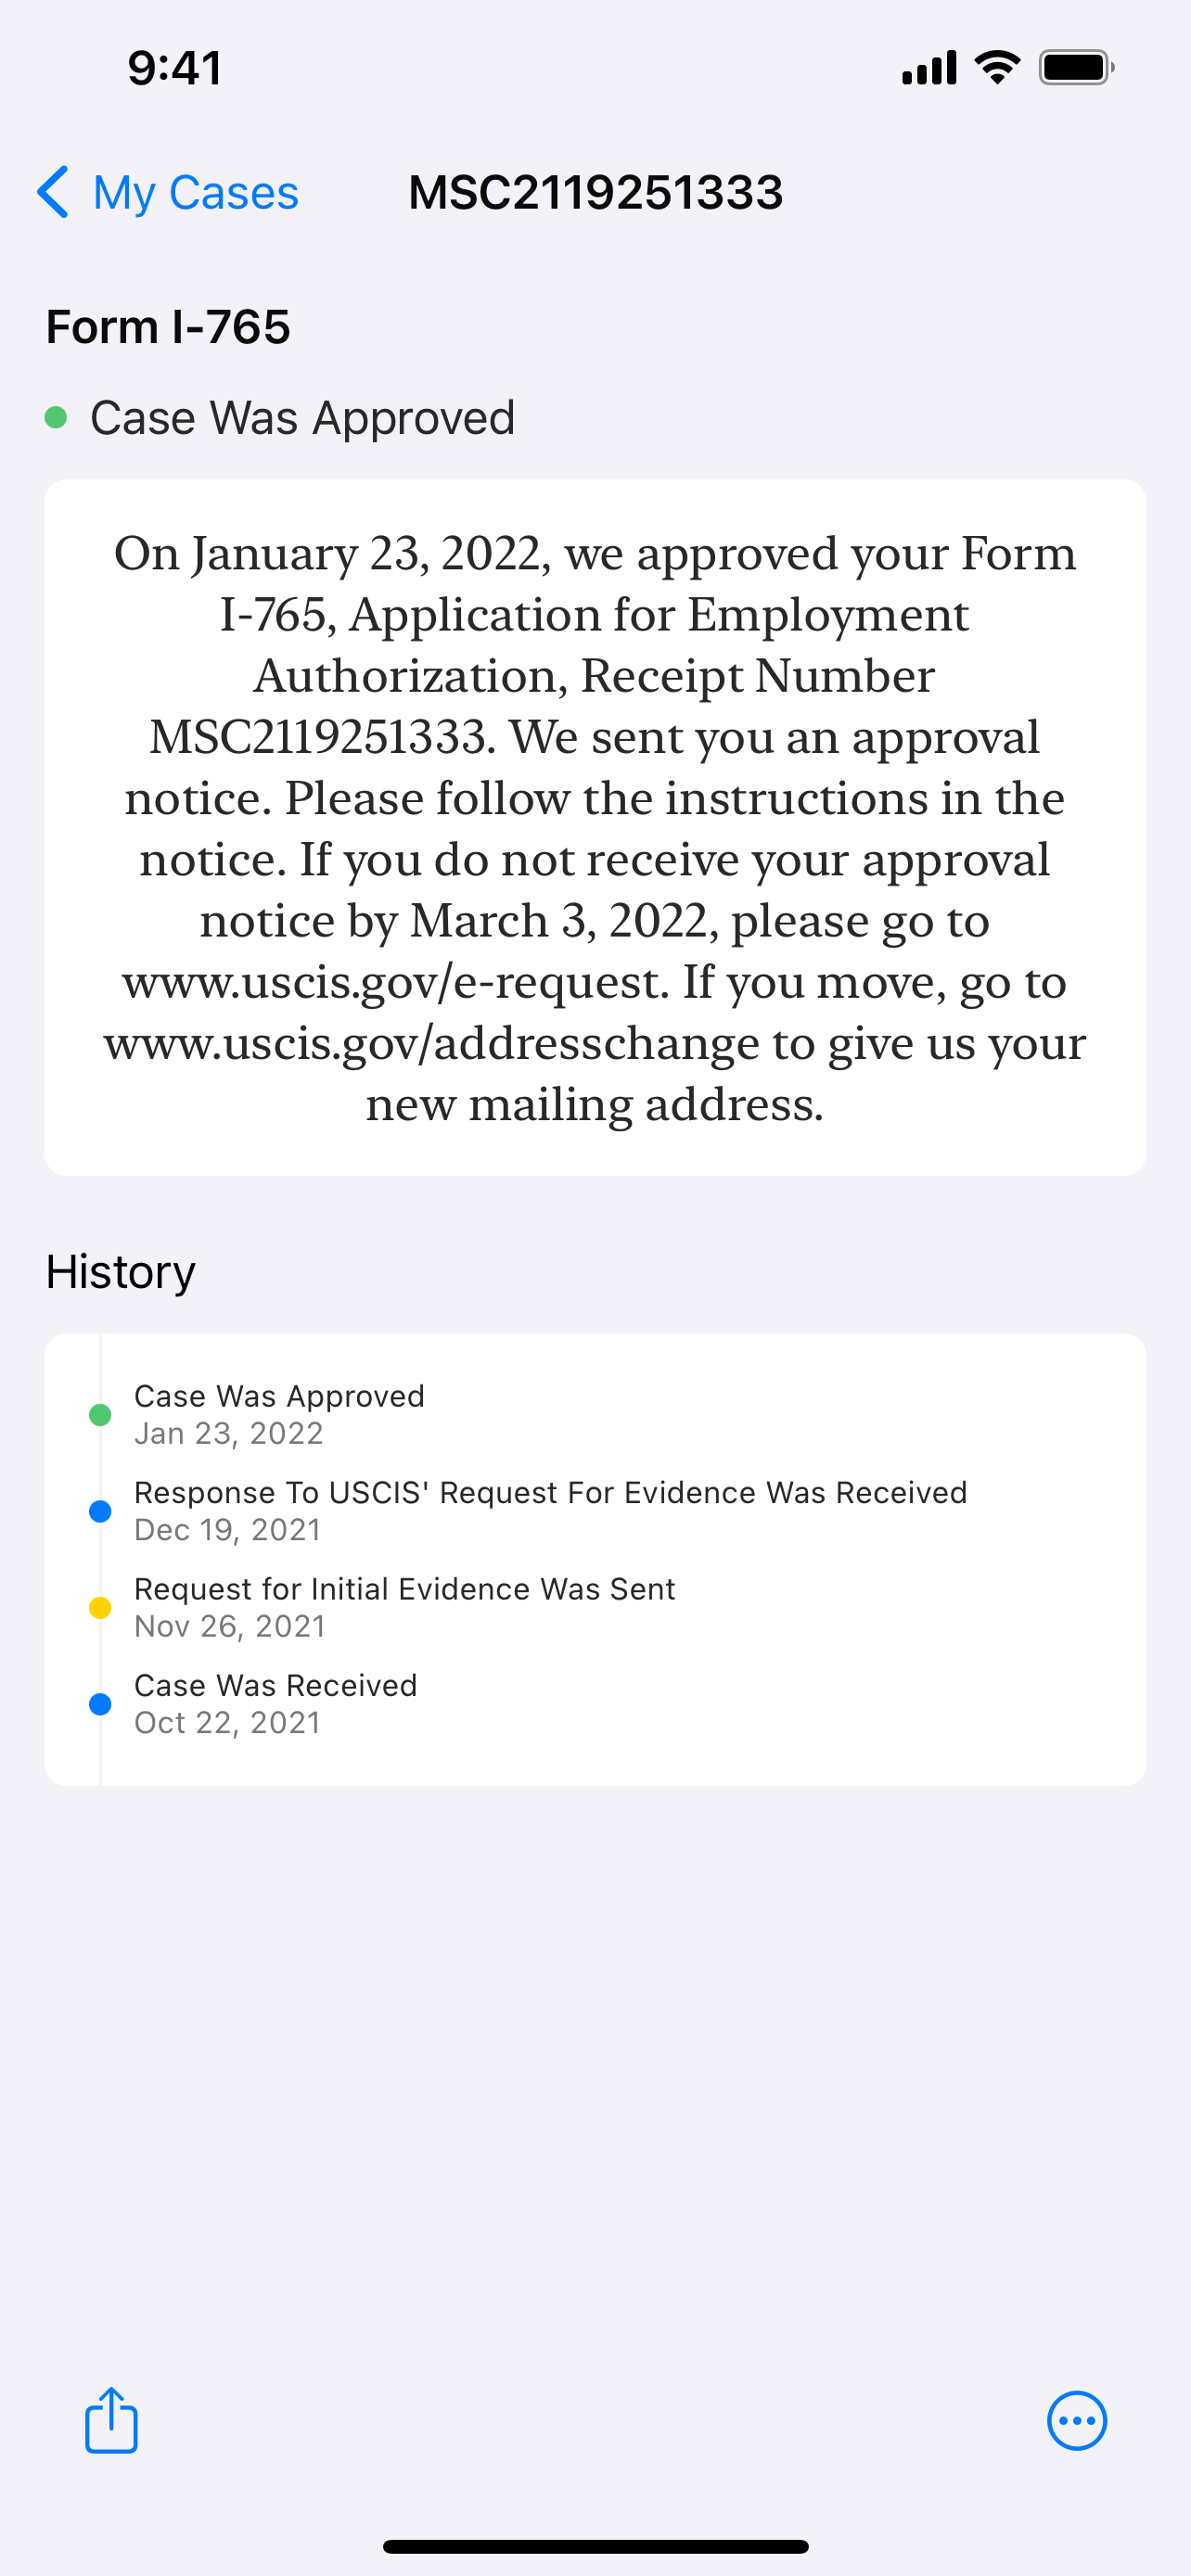 9:41
My Cases
MSC2119251333
Form I-765
Case Was Approved
On January 23, 2022, we approved your Form
I-765, Application for Employment
Authorization, Receipt Number
MSC2119251333. We sent you an approval
notice. Please follow the instructions in the
notice. If you do not receive your approval
notice by March 3, 2022, please go to
www.uscis.gov/e-request. If you move, go to
www.uscis.gov/addresschange to give us your
new mailing address.
History
Case Was Approved
Jan 23, 2022
Response To USCIS' Request For Evidence Was Received
Dec 19, 2021
Request for Initial Evidence Was Sent
Nov 26, 2021
Case Was Received
Oct 22, 2021